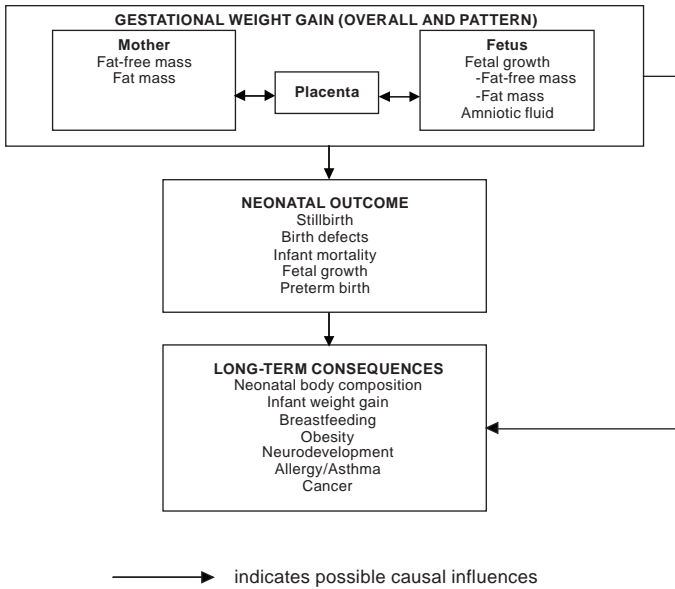 GESTATIONAL WEIGHT GAIN (OVERALL AND PATTERN)
Mother
Fat-free mass
Fat mass
Placenta
Fetus
Fetal growth
-Fat-free mass
-Fat mass
Amniotic fluid
NEONATAL OUTCOME
Stillbirth
Birth defects
Infant mortality
Fetal growth
Preterm birth
LONG-TERM CONSEQUENCES
Neonatal body composition
Infant weight gain
Breastfeeding
Obesity
Neurodevelopment
Allergy/Asthma
Cancer
indicates possible causal influences